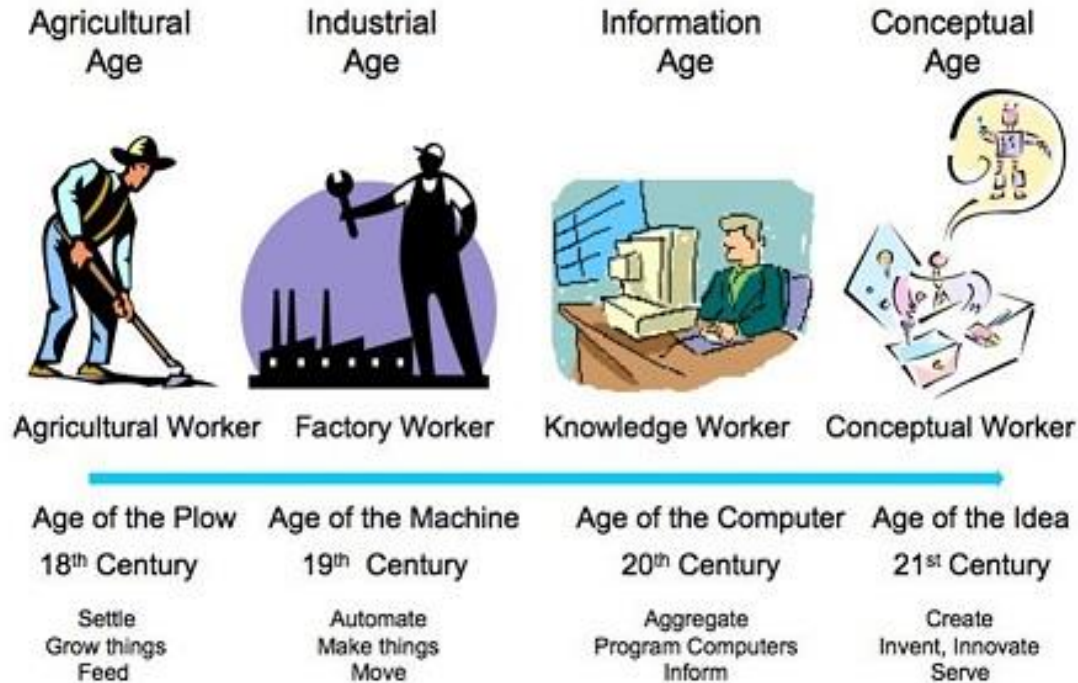 Agricultural
Age
Industrial
Age
Information
Age
Conceptual
Age
Agricultural Worker
Factory Worker
Knowledge Worker
Conceptual Worker
Age of the Plow
18th Century
Settle
Grow things
Feed
Age of the Machine
19th Century
Automate
Make things
Move
Age of the Computer
20th Century
Aggregate
Program Computers
Inform
Age of the Idea
21st Century
Create
Invent, Innovate
Serve